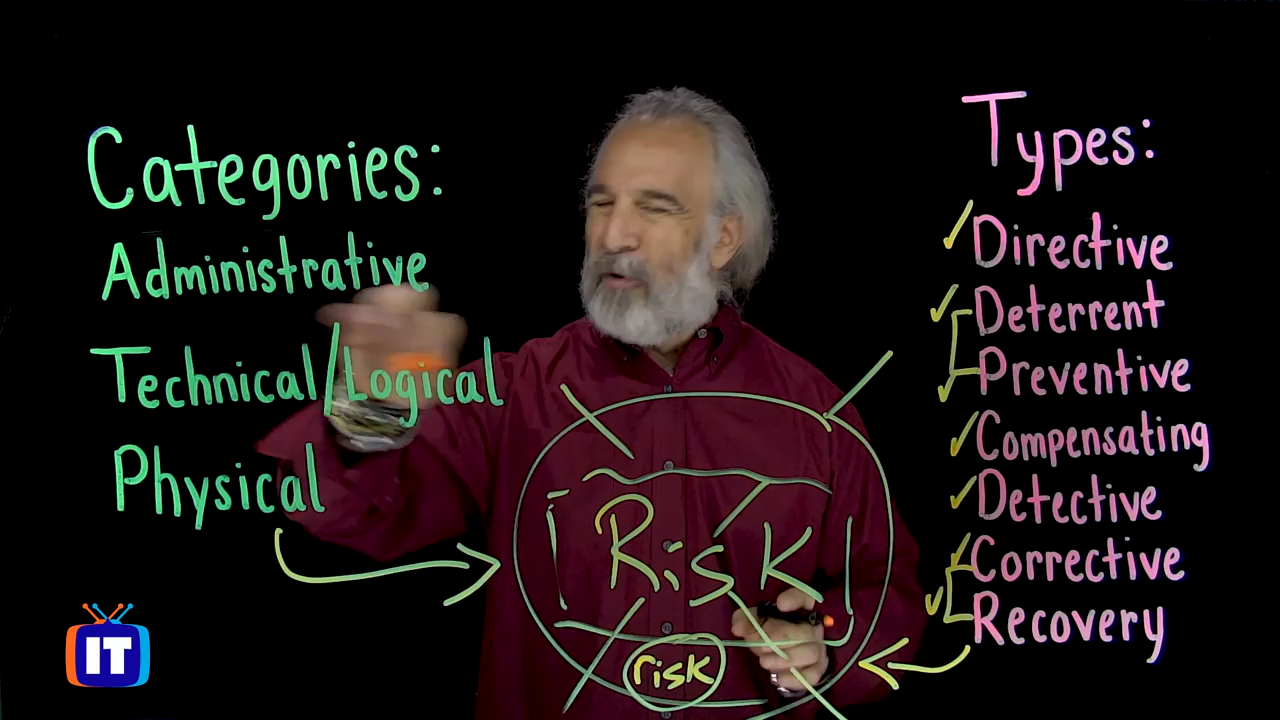 Categories:
Administrative
Technical/Logical
Physical
Types:
Directive
Deterrent
Preventive
Compensating
Detective
Corrective
Recovery
Risk
risk
IT